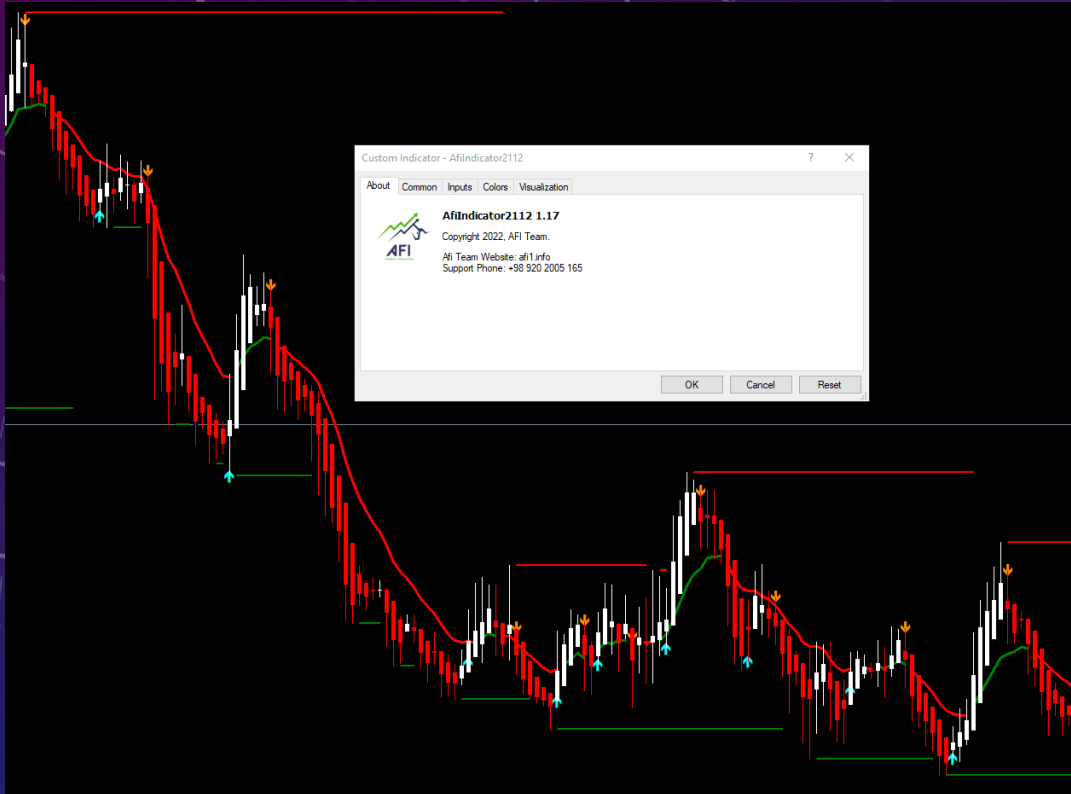 Custom Indicator - AfiIndicator2112
?
About Common Inputs Colors Visualization
AfiIndicator2112 1.17
Copyright 2022, AFI Team.
AFI
Afi Team Website: afi1.info
Support Phone: +98 920 2005 165
OK Cancel Reset